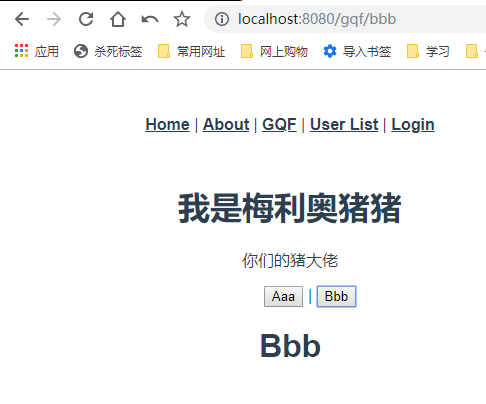 localhost:8080/gqf/bbb
应用 杀死标签 常用网址 网上购物 导入书签 学习
Home | About | GQF | User List | Login
我是梅利奥猪猪
你们的猪大佬
Aaa | Bbb
Bbb